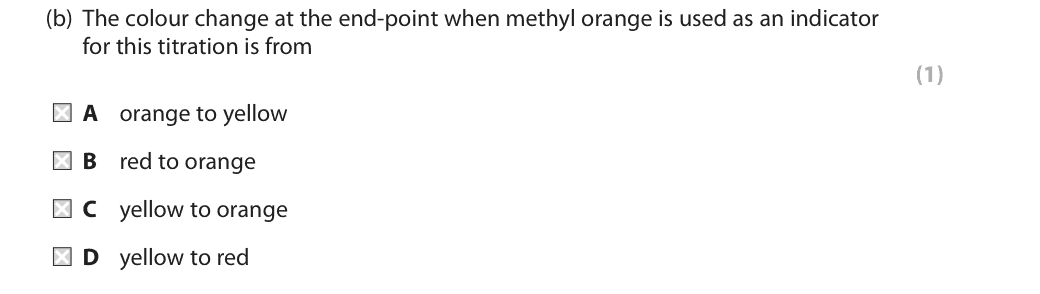 (b) The colour change at the end-point when methyl orange is used as an indicator
for this titration is from
(1)
A orange to yellow
B red to orange
C yellow to orange
D yellow to red